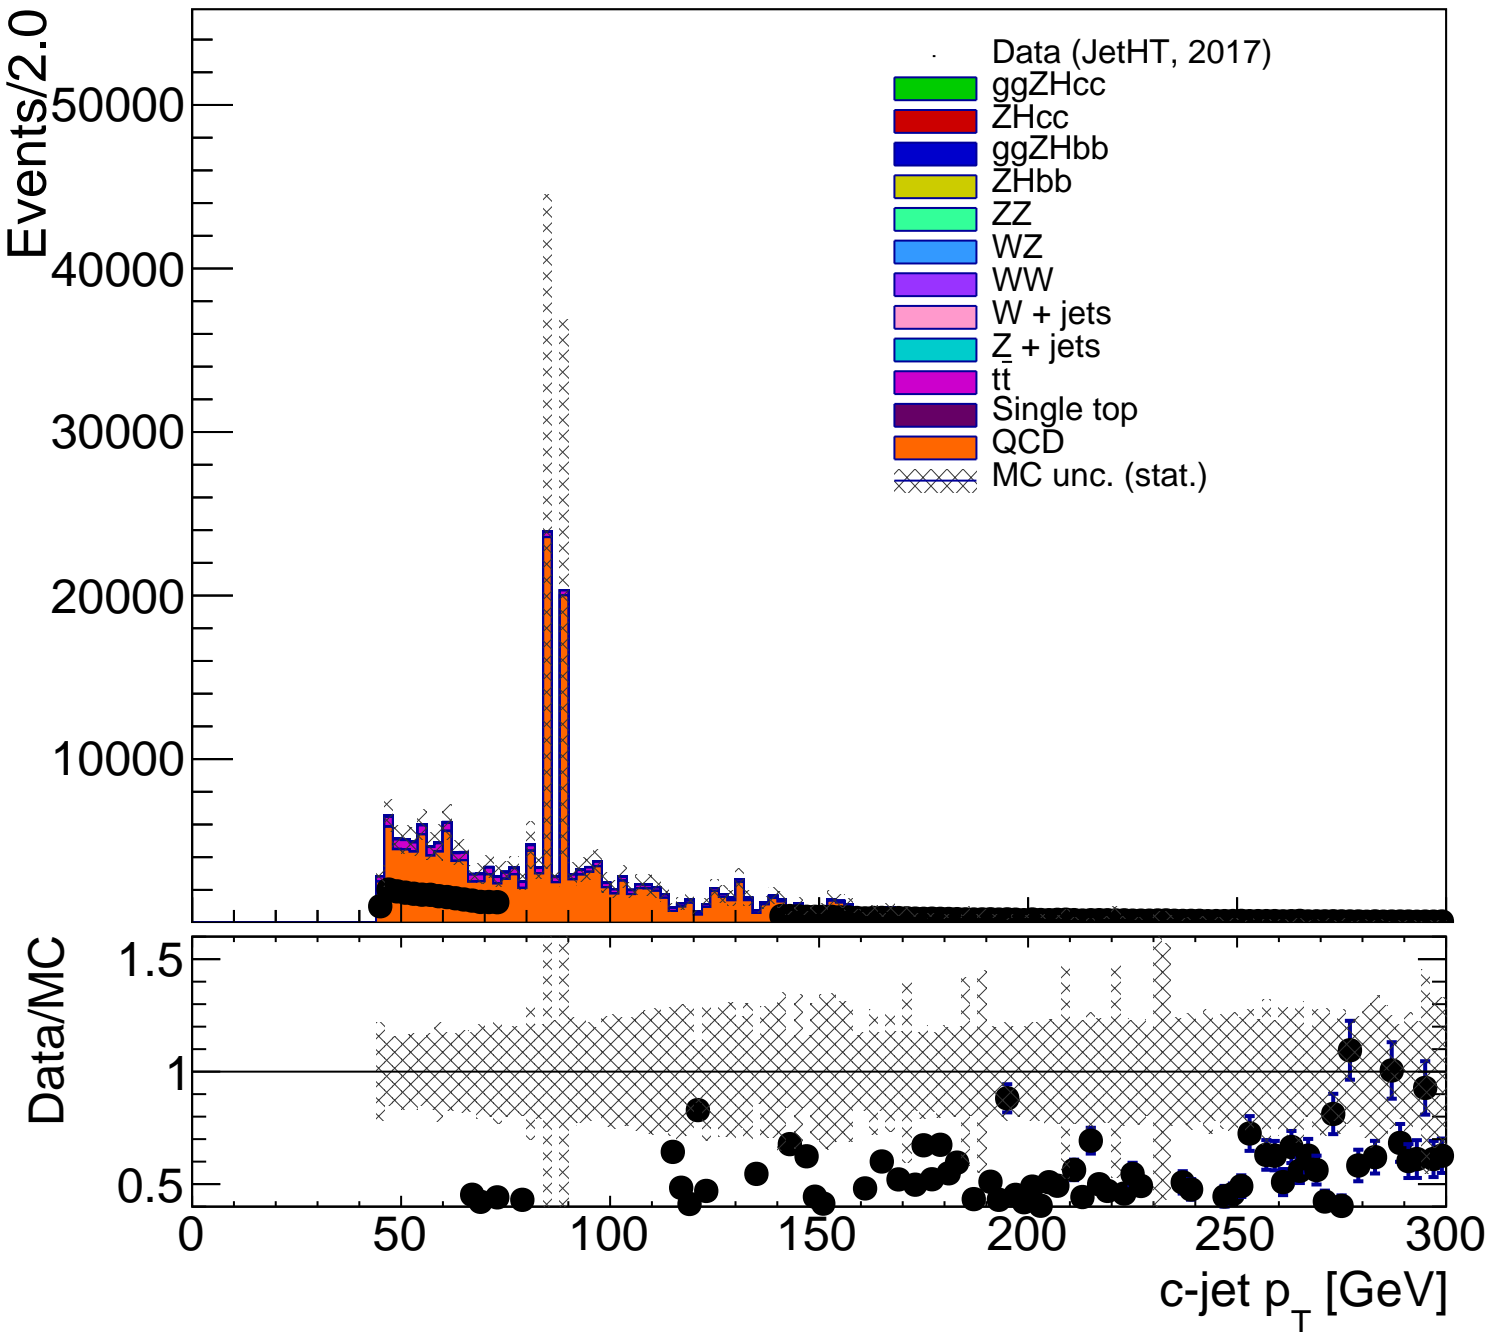 Events/2.0
50000
40000
30000
20000
10000
Data (JetHT, 2017)
ggZHcc
ZHcc
ggZHbb
ZHbb
ZZ
WZ
WW
W + jets
Z + jets
tt̄
Single top
QCD
MC unc. (stat.)
Data/MC
1.5
1
0.5
0 50 100 150 200 250 300
c-jet p_T [GeV]